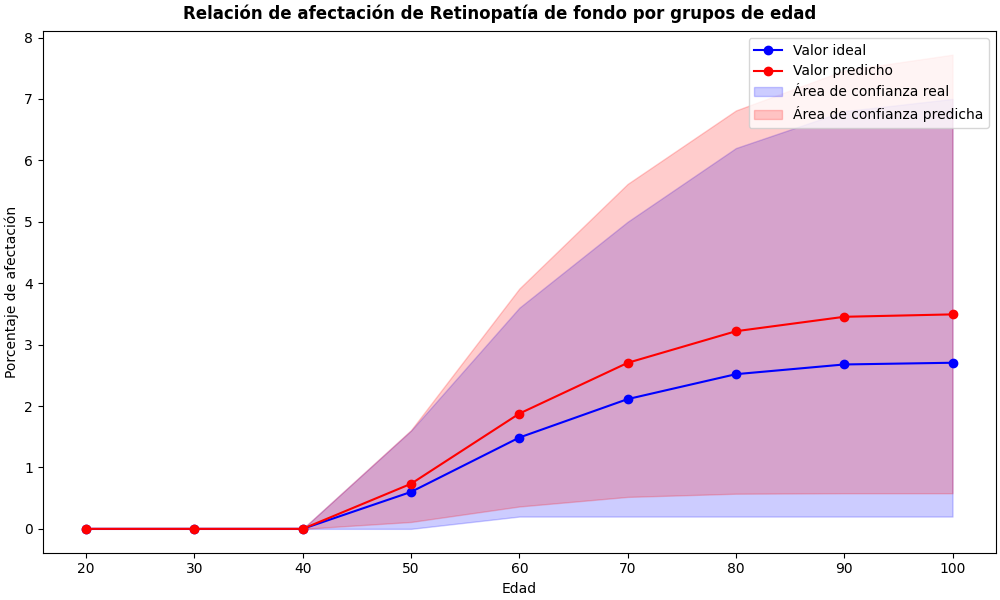 Relación de afectación de Retinopatía de fondo por grupos de edad
Valor ideal
Valor predicho
Área de confianza real
Área de confianza predicha
Porcentaje de afectación
8
7
6
5
4
3
2
1
0
20 30 40 50 60 70 80 90 100
Edad